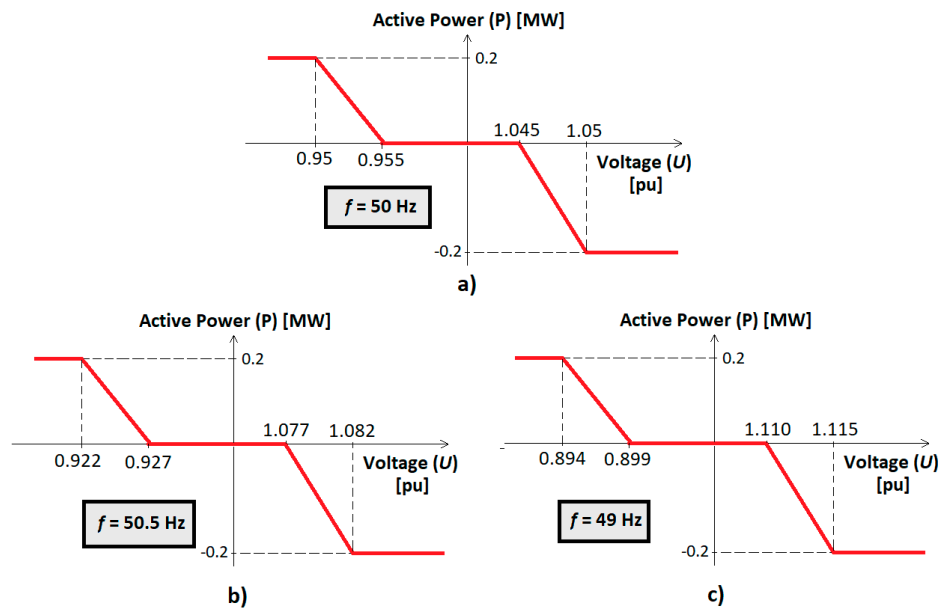 Active Power (P) [MW]
0.2
1.045
1.05
0.95
0.955
Voltage (U)
[pu]
f = 50 Hz
-0.2
a)
Active Power (P) [MW]
0.2
1.077
1.082
0.922
0.927
Voltage (U)
[pu]
f = 50.5 Hz
-0.2
b)
Active Power (P) [MW]
0.2
1.110
1.115
0.894
0.899
Voltage (U)
[pu]
f = 49 Hz
-0.2
c)